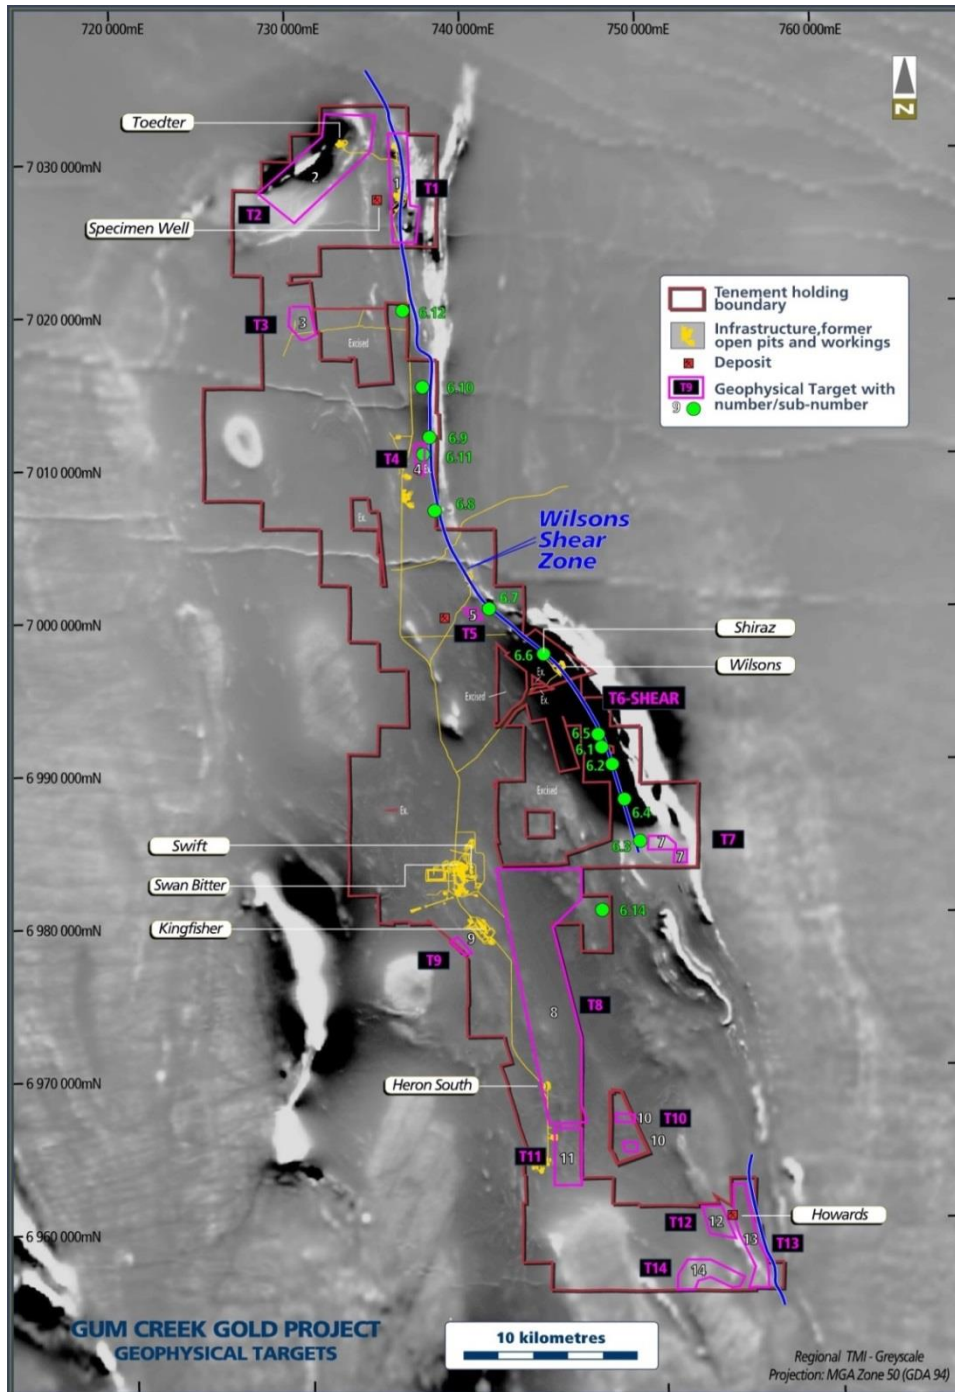 720 000mE
730 000mE
740 000mE
750 000mE
760 000mE
N
Toedter
7 030 000mN
2
1
T1
T2
Specimen Well
Tenement holding
boundary
Infrastructure,former
open pits and workings
Deposit
T9
Geophysical Target with
number/sub-number
9
7 020 000mN
T3
3
6.12
Excised
6.10
6.9
T4
6.11
4
Ex.
7 010 000mN
6.8
Ex.
Wilsons
Shear
Zone
6.7
5
T5
7 000 000mN
Shiraz
6.6
Wilsons
Ex.
Excised
Ex.
T6-SHEAR
6.5
6.1
6.2
6 990 000mN
Excised
6.4
Ex.
6.3
7
T7
7
Swift
Swan Bitter
6.14
Kingfisher
6 980 000mN
9
T9
T8
8
6 970 000mN
Heron South
10
T10
10
T11
11
Howards
T12
12
13
T13
6 960 000mN
T14
14
GUM CREEK GOLD PROJECT
GEOPHYSICAL TARGETS
10 kilometres
Regional TMI - Greyscale
Projection: MGA Zone 50 (GDA 94)